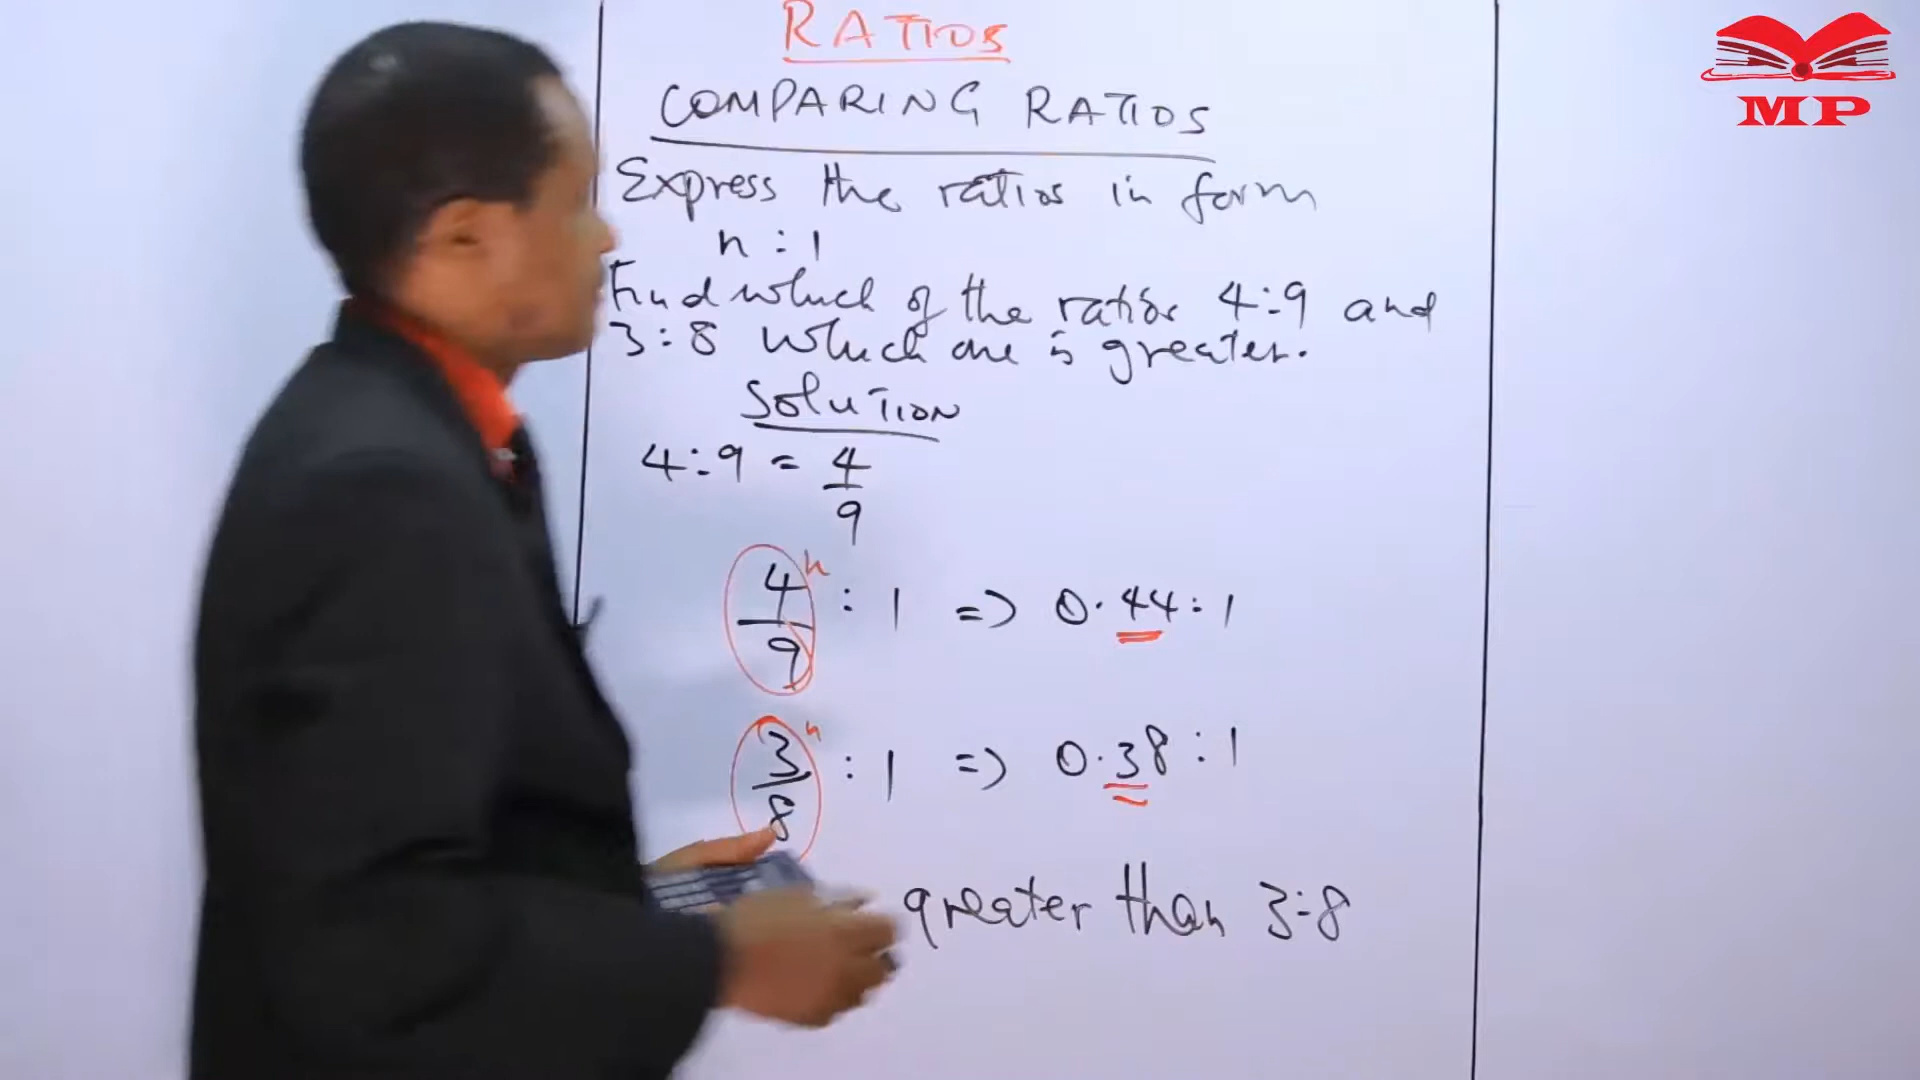 RATIOS
COMPARING RATIOS
Express the ratios in form
n : 1
Find which of the ratios 4:9 and
3:8 which one is greater.
Solution
4:9 = 4/9
4/9 n : 1 => 0.44 : 1
3/8 n : 1 => 0.38 : 1
greater than 3:8
MP